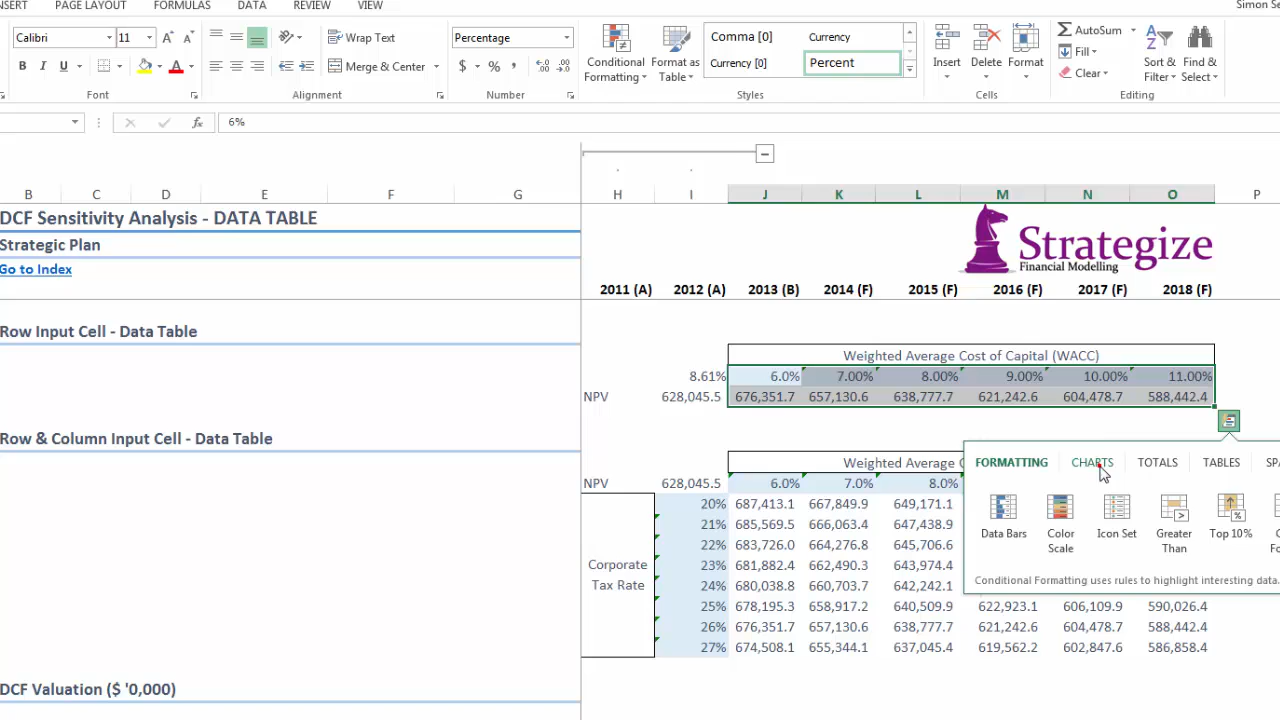 NSERT PAGE LAYOUT FORMULAS DATA REVIEW VIEW Simon Se
Calibri 11 A A Wrap Text Percentage Conditional Formatting Format as Table Comma [0] Currency Insert Delete Format AutoSum Sort & Filter Find & Select
B I U A Merge & Center $ % , Currency [0] Percent Fill
Clear
Font Alignment Number Styles Cells Editing
fx 6%
B C D E F G H I J K L M N O P
DCF Sensitivity Analysis - DATA TABLE
Strategic Plan
Strategize
Financial Modelling
Go to Index
2011 (A) 2012 (A) 2013 (B) 2014 (F) 2015 (F) 2016 (F) 2017 (F) 2018 (F)
Row Input Cell - Data Table
Weighted Average Cost of Capital (WACC)
8.61% 6.0% 7.00% 8.00% 9.00% 10.00% 11.00%
NPV 628,045.5 676,351.7 657,130.6 638,777.7 621,242.6 604,478.7 588,442.4
Row & Column Input Cell - Data Table
Weighted Average C
NPV 628,045.5 6.0% 7.0% 8.0%
20% 687,413.1 667,849.9 649,171.1
21% 685,569.5 666,063.4 647,438.9
22% 683,726.0 664,276.8 645,706.6
Corporate Tax Rate
23% 681,882.4 662,490.3 643,974.4
24% 680,038.8 660,703.7 642,242.1
25% 678,195.3 658,917.2 640,509.9 622,923.1 606,109.9 590,026.4
26% 676,351.7 657,130.6 638,777.7 621,242.6 604,478.7 588,442.4
27% 674,508.1 655,344.1 637,045.4 619,562.2 602,847.6 586,858.4
FORMATTING CHARTS TOTALS TABLES SPA
Data Bars Color Scale Icon Set Greater Than Top 10%
Conditional Formatting uses rules to highlight interesting data.
DCF Valuation ($ '0,000)